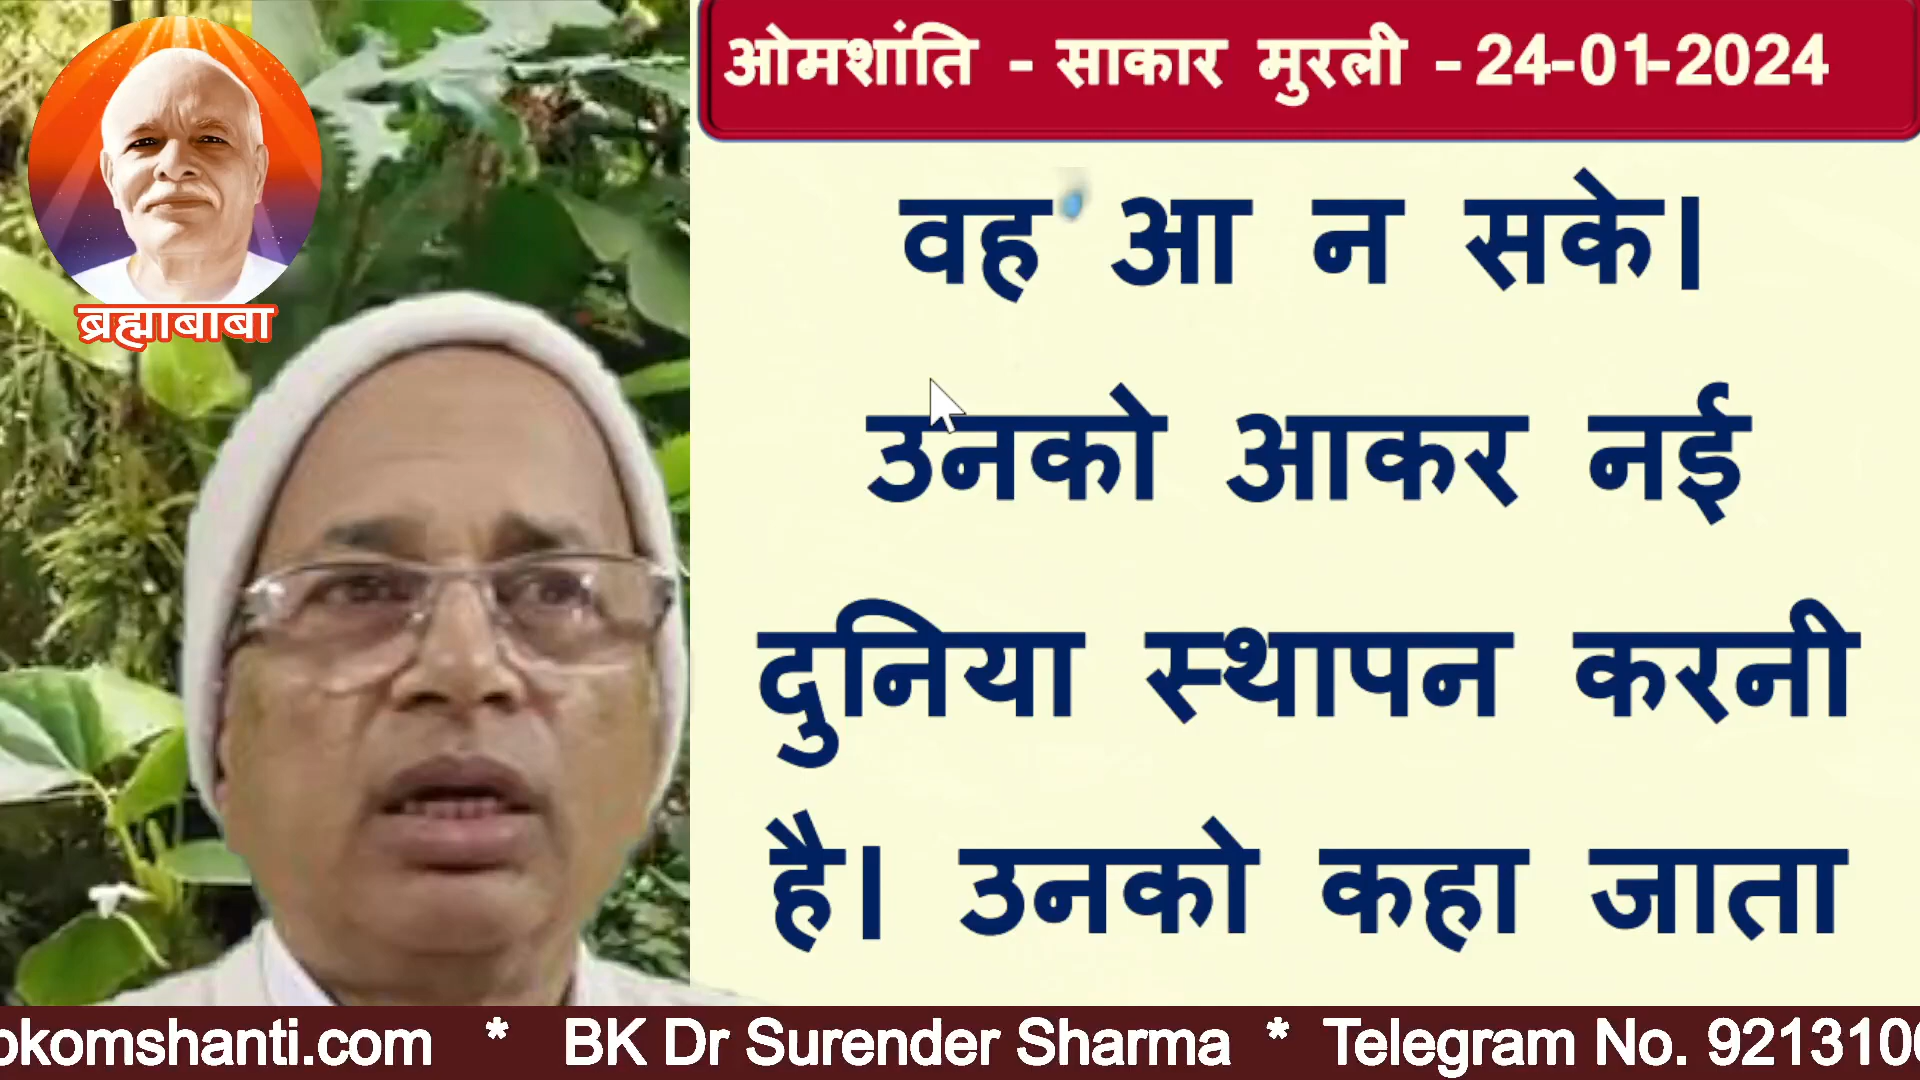 ओमशांति - साकार मुरली - 24-01-2024
ब्रह्माबाबा
वह आ न सके।
उनको आकर नई
दुनिया स्थापन करनी
है। उनको कहा जाता
okomshanti.com * BK Dr Surender Sharma * Telegram No. 921310